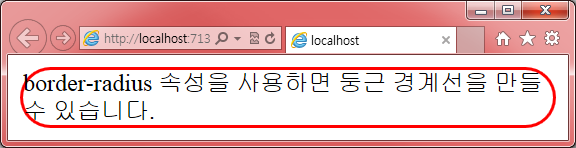 http://localhost:713
localhost
border-radius 속성을 사용하면 둥근 경계선을 만들
수 있습니다.